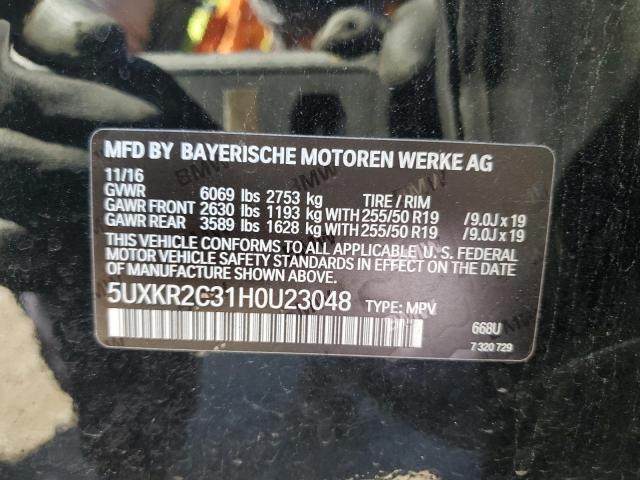 MFD BY BAYERISCHE MOTOREN WERKE AG
11/16
GVWR 6069 lbs 2753 kg TIRE / RIM
GAWR FRONT 2630 lbs 1193 kg WITH 255/50 R19 /9.0J x 19
GAWR REAR 3589 lbs 1628 kg WITH 255/50 R19 /9.0J x 19
THIS VEHICLE CONFORMS TO ALL APPLICABLE U. S. FEDERAL
MOTOR VEHICLE SAFETY STANDARDS IN EFFECT ON THE DATE
OF MANUFACTURE SHOWN ABOVE.
5UXKR2C31H0U23048 TYPE: MPV
668U
7 320 729